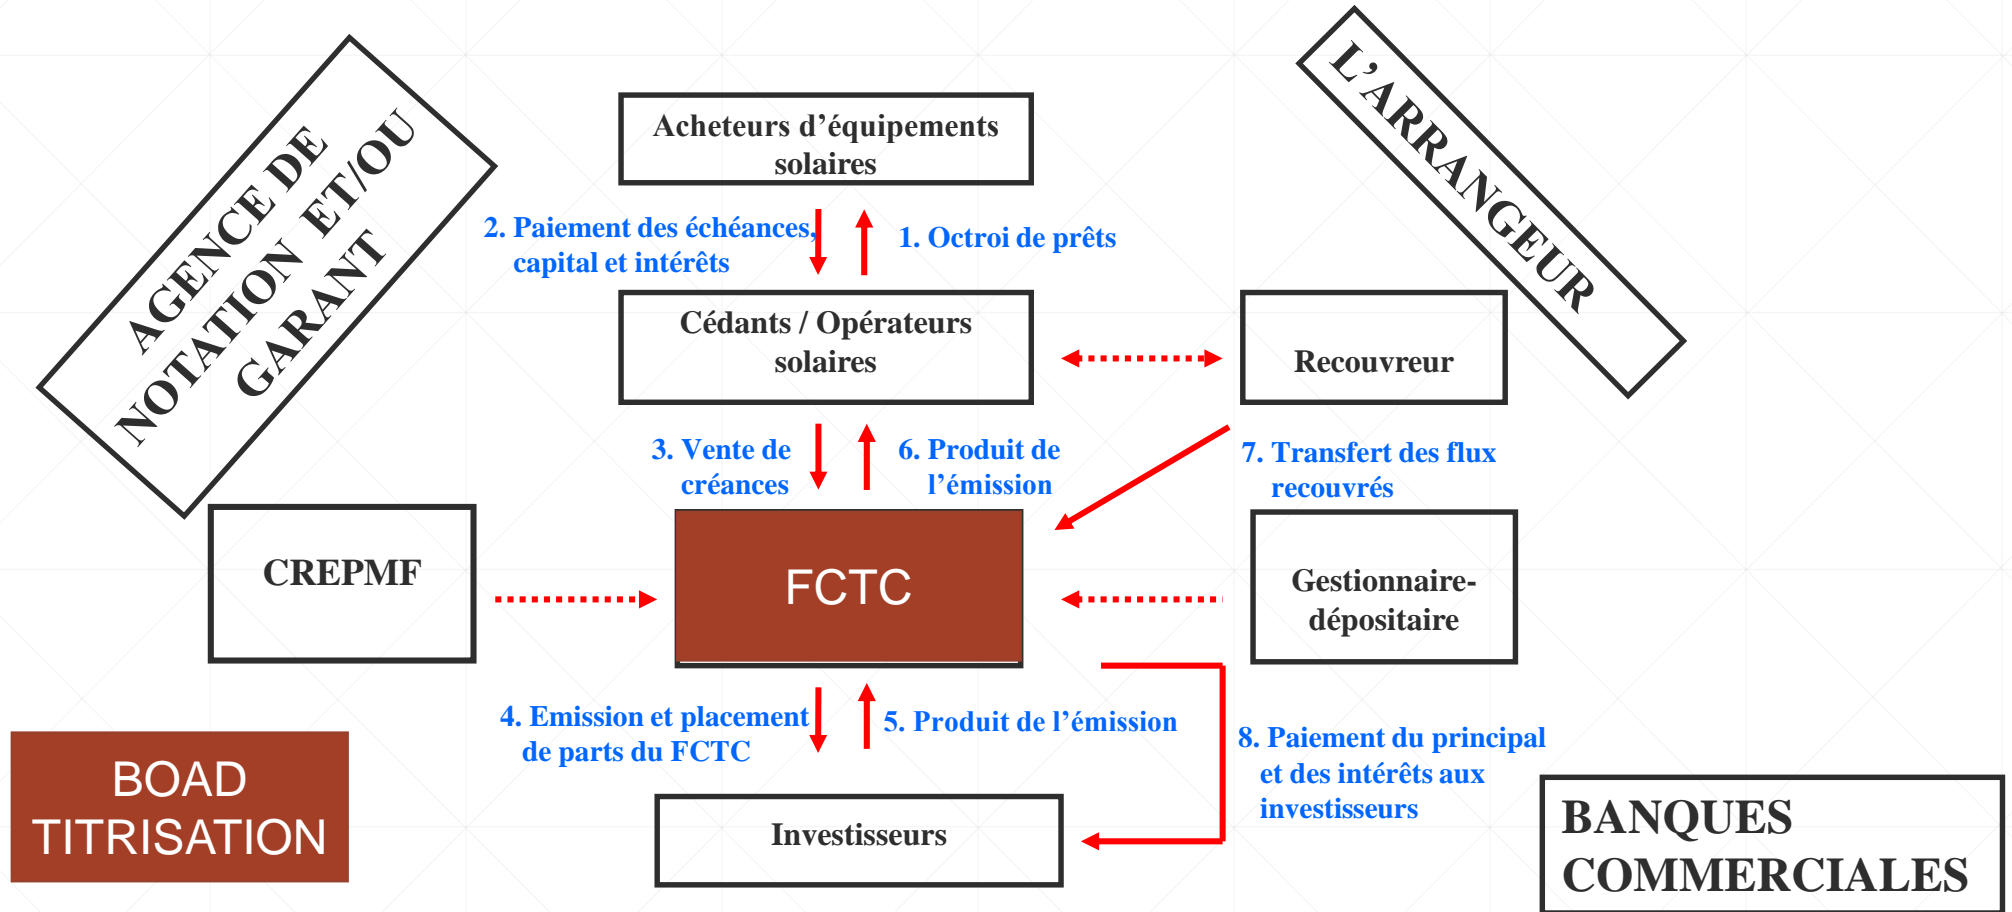 AGENCE DE
NOTATION ET/OU
GARANT
L’ARRANGEUR
Acheteurs d’équipements
solaires
2. Paiement des échéances,
capital et intérêts
1. Octroi de prêts
Cédants / Opérateurs
solaires
Recouvreur
3. Vente de
créances
6. Produit de
l’émission
7. Transfert des flux
recouvrés
CREPMF
FCTC
Gestionnaire-
dépositaire
4. Emission et placement
de parts du FCTC
5. Produit de l’émission
8. Paiement du principal
et des intérêts aux
investisseurs
BOAD
TITRISATION
Investisseurs
BANQUES
COMMERCIALES